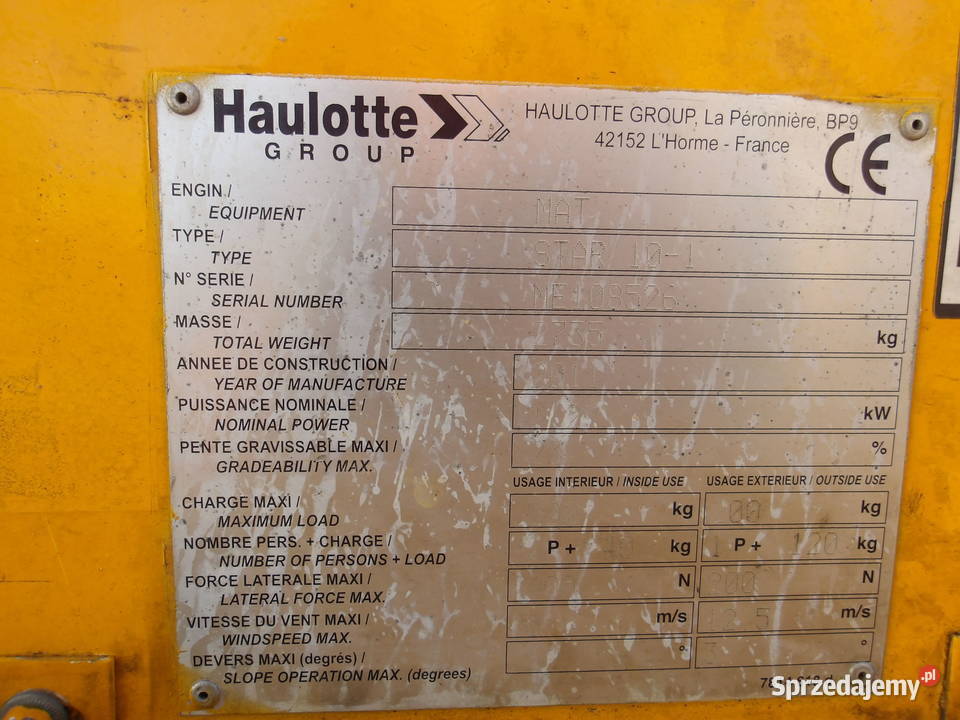 Haulotte
GROUP
HAULOTTE GROUP, La Péronnière, BP9
42152 L'Horme - France
CE
ENGIN /
EQUIPMENT
MAT
TYPE /
TYPE
STAR 10-1
N° SERIE /
SERIAL NUMBER
ME108526
MASSE /
TOTAL WEIGHT
kg
ANNEE DE CONSTRUCTION /
YEAR OF MANUFACTURE
PUISSANCE NOMINALE /
NOMINAL POWER
kW
PENTE GRAVISSABLE MAXI /
GRADEABILITY MAX.
%
USAGE INTERIEUR / INSIDE USE
USAGE EXTERIEUR / OUTSIDE USE
CHARGE MAXI /
MAXIMUM LOAD
kg
kg
NOMBRE PERS. + CHARGE /
NUMBER OF PERSONS + LOAD
P + kg
1 P + 120 kg
FORCE LATERALE MAXI /
LATERAL FORCE MAX.
N
N
VITESSE DU VENT MAXI /
WINDSPEED MAX.
m/s
m/s
DEVERS MAXI (degrés) /
SLOPE OPERATION MAX. (degrees)
°
°
Sprzedajemy.pl